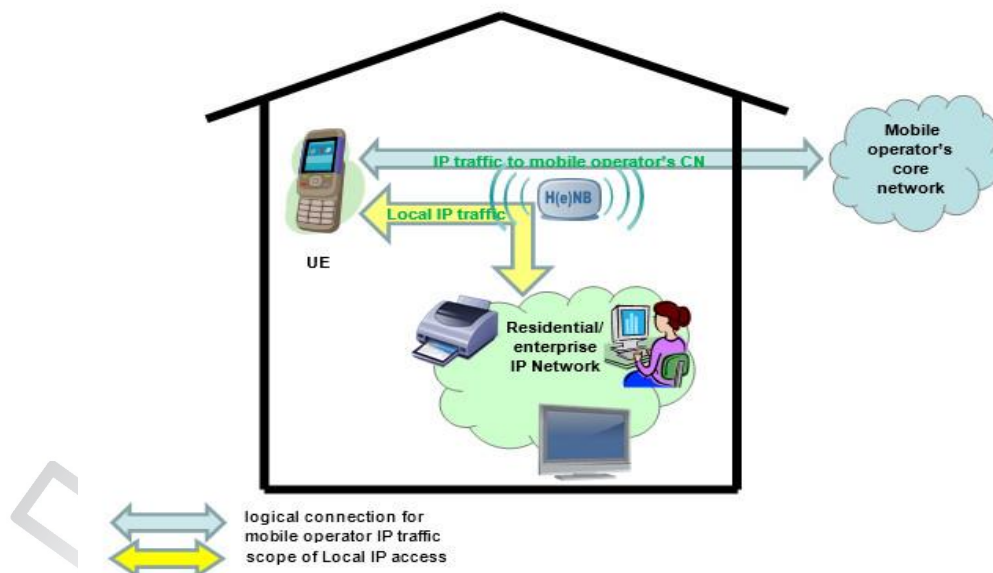 Mobile
operator's
core
network
IP traffic to mobile operator's CN
H(e)NB
Local IP traffic
UE
Residential/
enterprise
IP Network
logical connection for
mobile operator IP traffic
scope of Local IP access